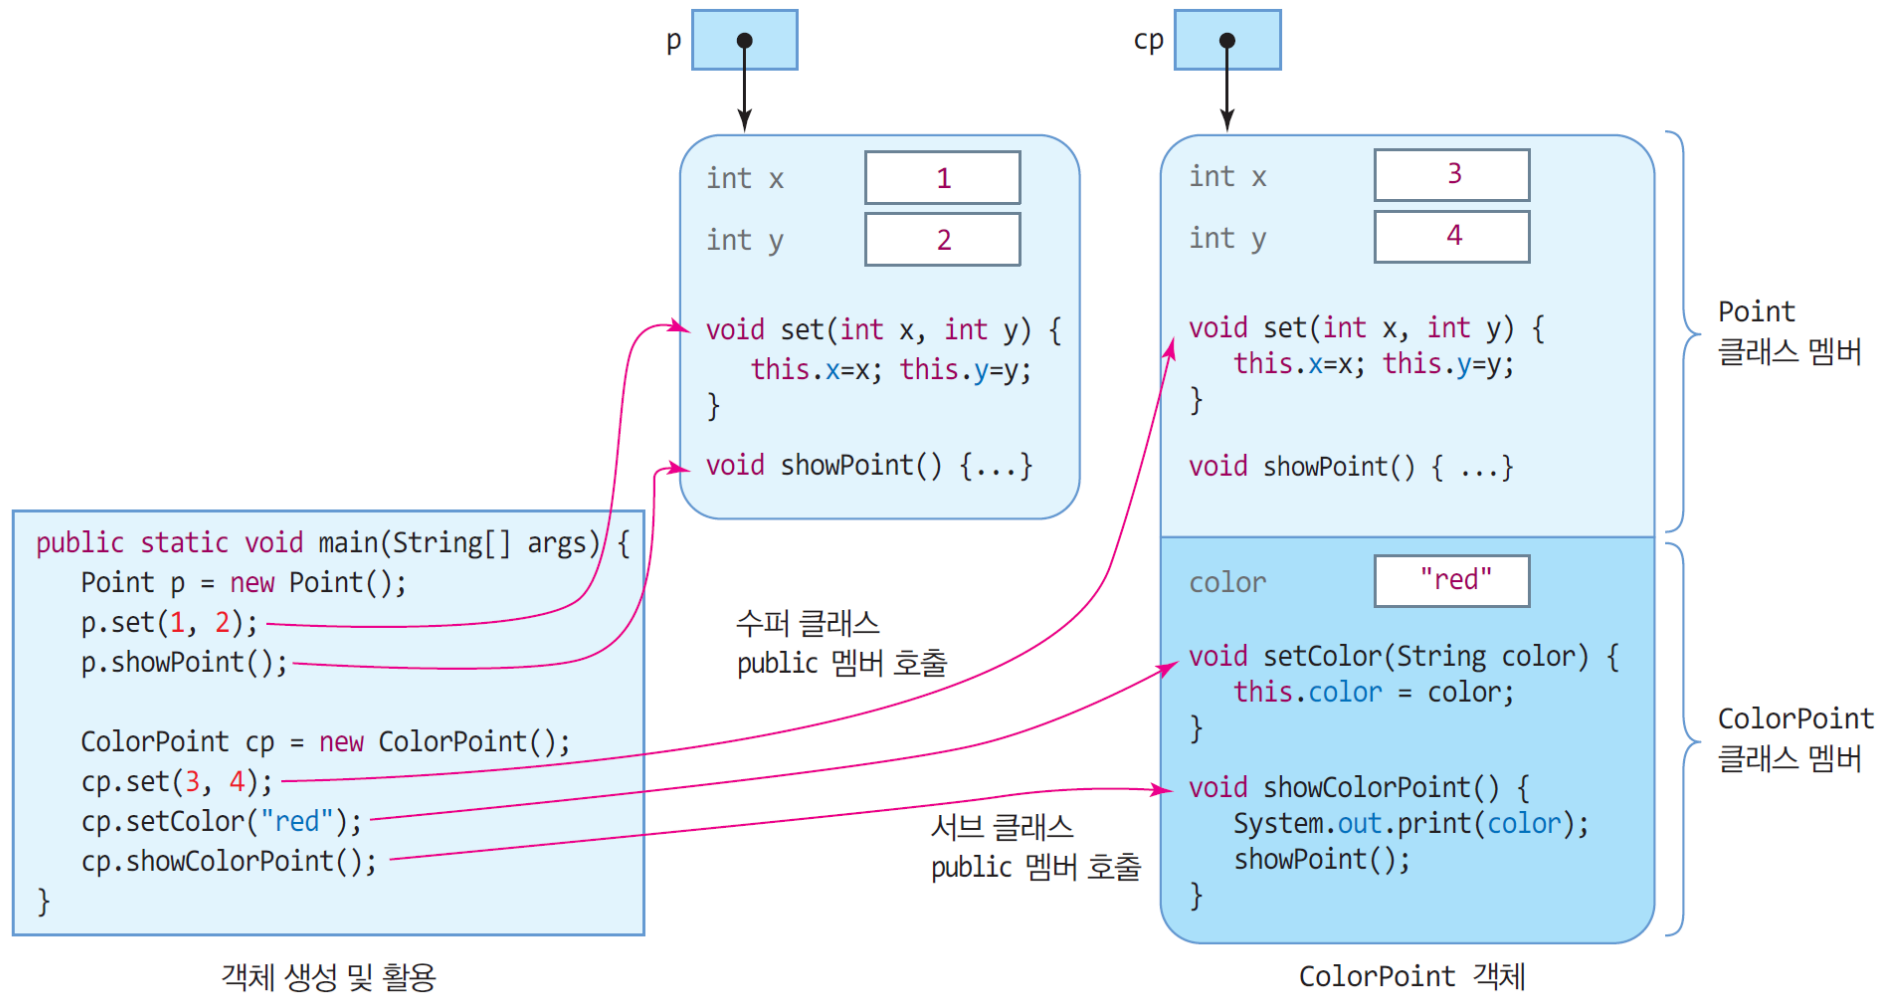 p
int x 1
int y 2
void set(int x, int y) {
this.x=x; this.y=y;
}
void showPoint() {...}
cp
int x 3
int y 4
void set(int x, int y) {
this.x=x; this.y=y;
}
void showPoint() { ...}
Point
클래스 멤버
color "red"
void setColor(String color) {
this.color = color;
}
void showColorPoint() {
System.out.print(color);
showPoint();
}
ColorPoint
클래스 멤버
public static void main(String[] args) {
Point p = new Point();
p.set(1, 2);
p.showPoint();
ColorPoint cp = new ColorPoint();
cp.set(3, 4);
cp.setColor("red");
cp.showColorPoint();
}
수퍼 클래스
public 멤버 호출
서브 클래스
public 멤버 호출
객체 생성 및 활용
ColorPoint 객체